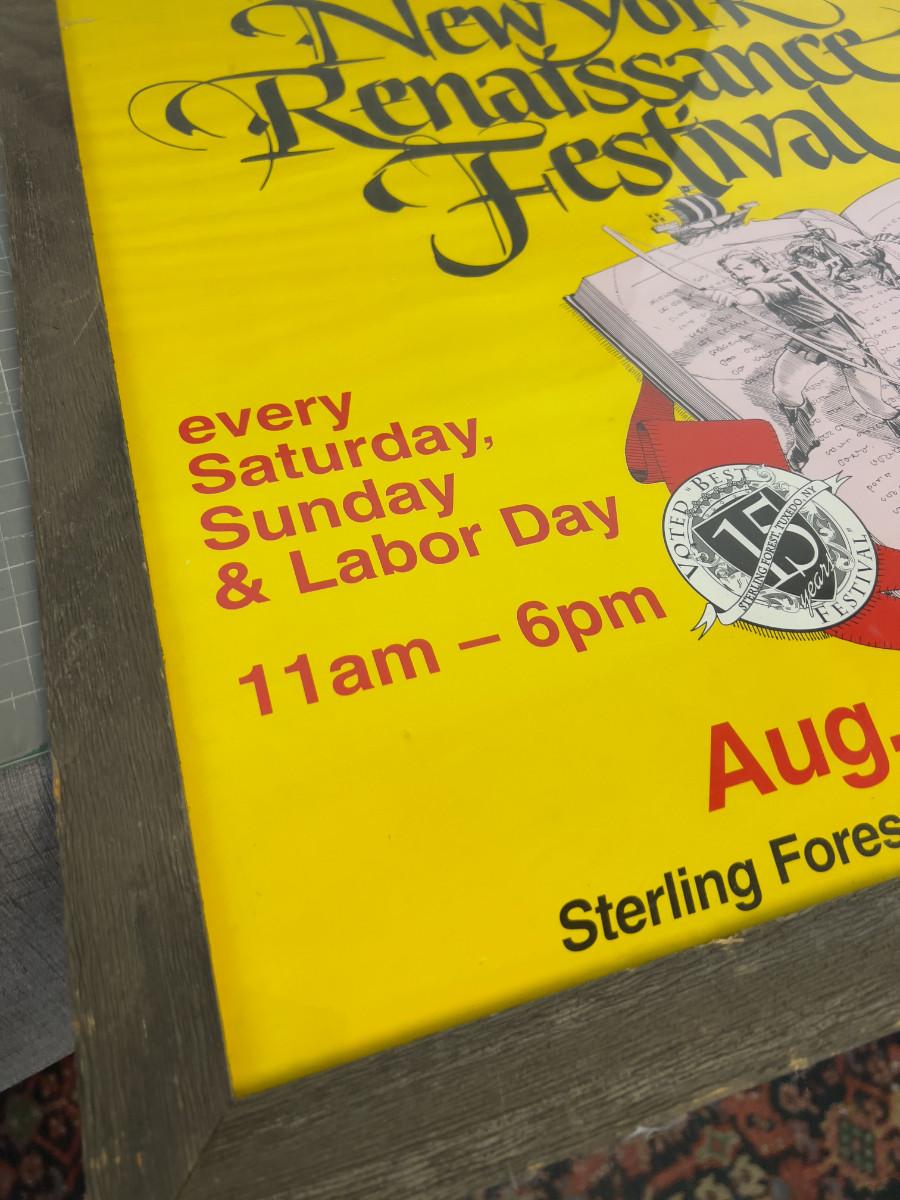 New York
Renaissance
Festival
every
Saturday,
Sunday
& Labor Day
11am – 6pm
VOTED "BEST
FESTIVAL"
15
years
STERLING FOREST, TUXEDO, NY
Aug.
Sterling Fores